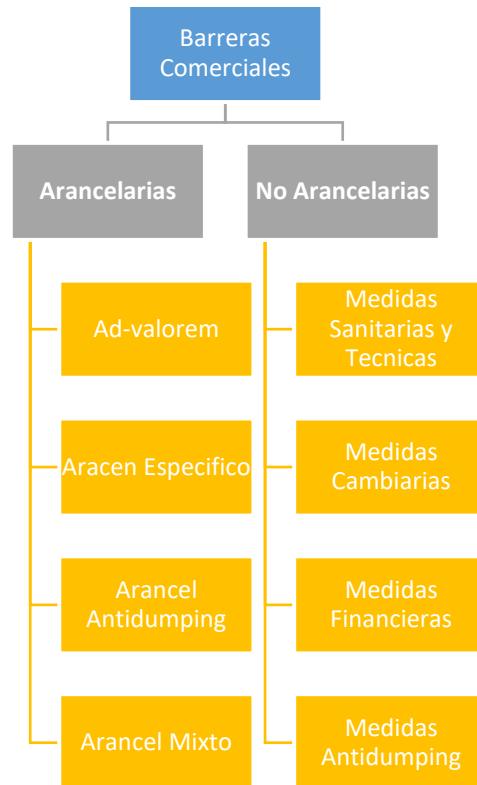 Barreras
Comerciales
Arancelarias
No Arancelarias
Ad-valorem
Aracen Especifico
Arancel
Antidumping
Arancel Mixto
Medidas
Sanitarias y
Tecnicas
Medidas
Cambiarias
Medidas
Financieras
Medidas
Antidumping